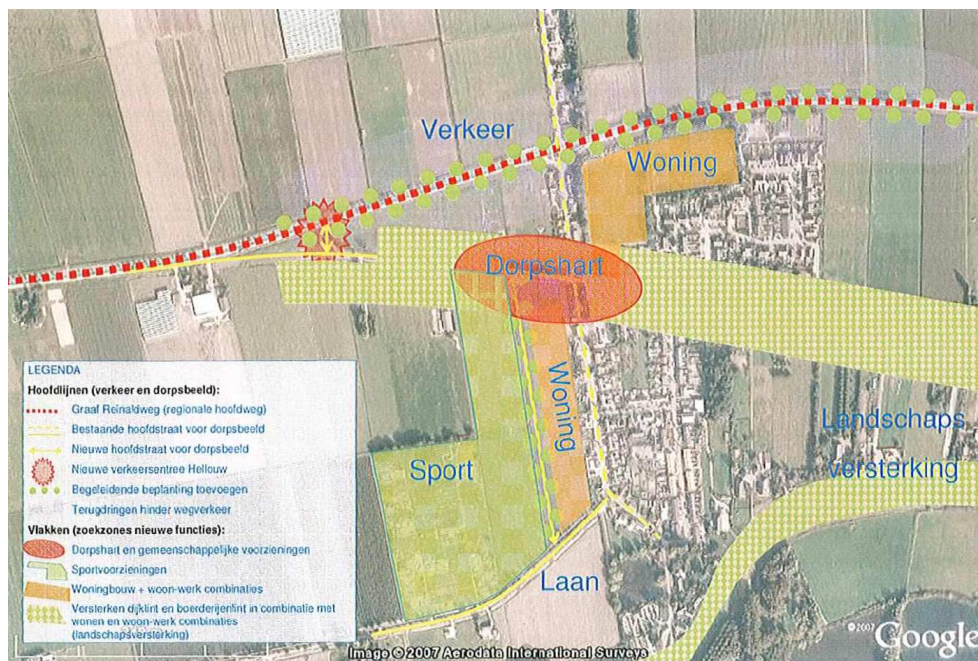 Verkeer
Woning
Dorpshart
Woning
Landschaps
versterking
Sport
Laan
LEGENDA
Hoofdlijnen (verkeer en dorpsbeeld):
Graaf Reinaldweg (regionale hoofdweg)
Bestaande hoofdstraat voor dorpsbeeld
Nieuwe hoofdstraat voor dorpsbeeld
Nieuwe verkeersentree Hellouw
Begeleidende beplanting toevoegen
Terugdringen hinder wegverkeer
Vlakken (zoekzones nieuwe functies):
Dorpshart en gemeenschappelijke voorzieningen
Sportvoorzieningen
Woningbouw + woon-werk combinaties
Versterken dijklint en boerderijenlint in combinatie met
wonen en woon-werk combinaties
(landschapsversterking)
©2007 Google
Image © 2007 Aerodata International Surveys